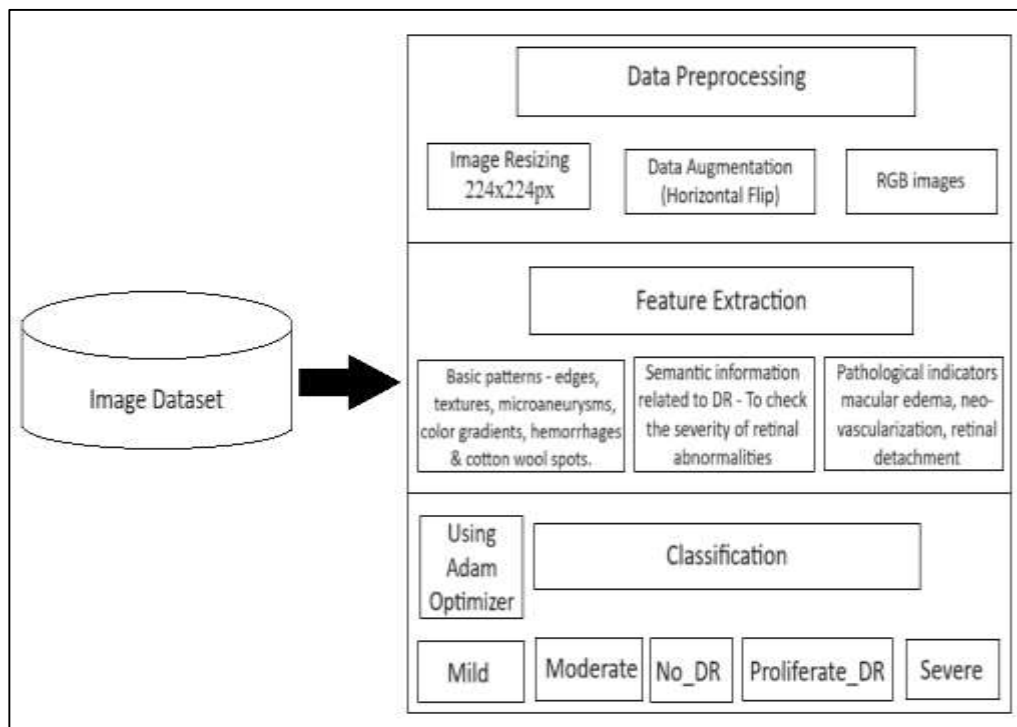 Data Preprocessing
Image Resizing
224x224px
Data Augmentation
(Horizontal Flip)
RGB images
Image Dataset
Feature Extraction
Basic patterns - edges,
textures, microaneurysms,
color gradients, hemorrhages
& cotton wool spots.
Semantic information
related to DR - To check
the severity of retinal
abnormalities
Pathological indicators
macular edema, neo-
vascularization, retinal
detachment
Using
Adam
Optimizer
Classification
Mild
Moderate
No_DR
Proliferate_DR
Severe